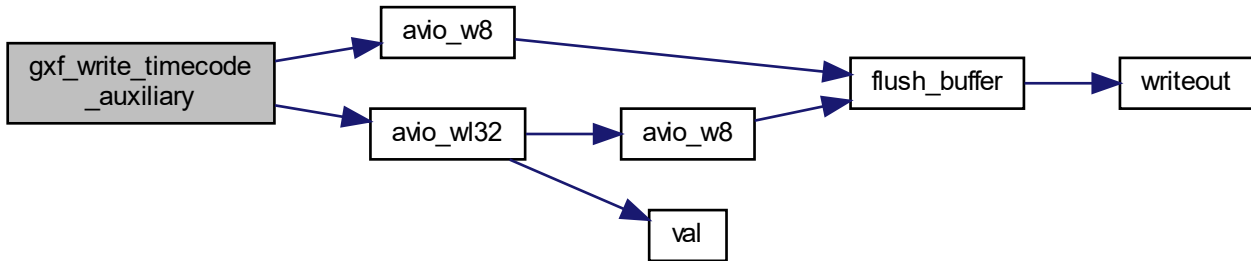 gxf_write_timecode
_auxiliary
avio_w8
avio_wl32
avio_w8
val
flush_buffer
writeout